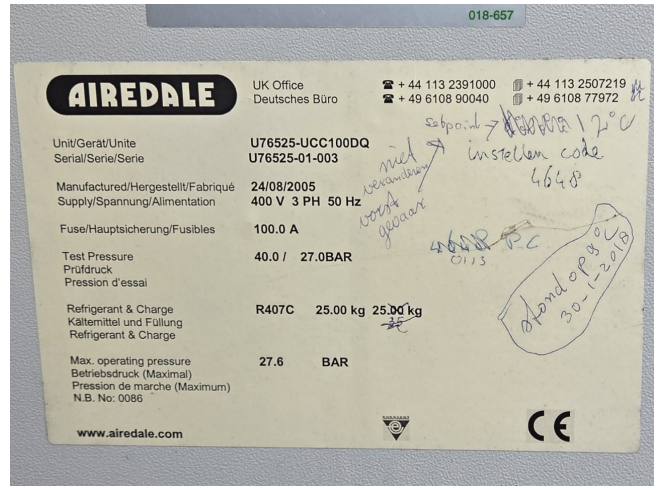 018-657
AIREDALE
UK Office ☎ + 44 113 2391000 + 44 113 2507219
Deutsches Büro ☎ + 49 6108 90040 + 49 6108 77972
setpoint → 12°C
instellen code
4648
niet
veranderen
vorst
gevaar
Unit/Gerät/Unite U76525-UCC100DQ
Serial/Serie/Serie U76525-01-003
Manufactured/Hergestellt/Fabriqué 24/08/2005
Supply/Spannung/Alimentation 400 V 3 PH 50 Hz
Fuse/Hauptsicherung/Fusibles 100.0 A
0113
stond op 9°C
30-1-2018
Test Pressure 40.0 / 27.0BAR
Prüfdruck
Pression d'essai
Refrigerant & Charge R407C 25.00 kg 25.00 kg
Kältemittel und Füllung
Refrigerant & Charge
Max. operating pressure 27.6 BAR
Betriebsdruck (Maximal)
Pression de marche (Maximum)
N.B. No: 0086
www.airedale.com
CE